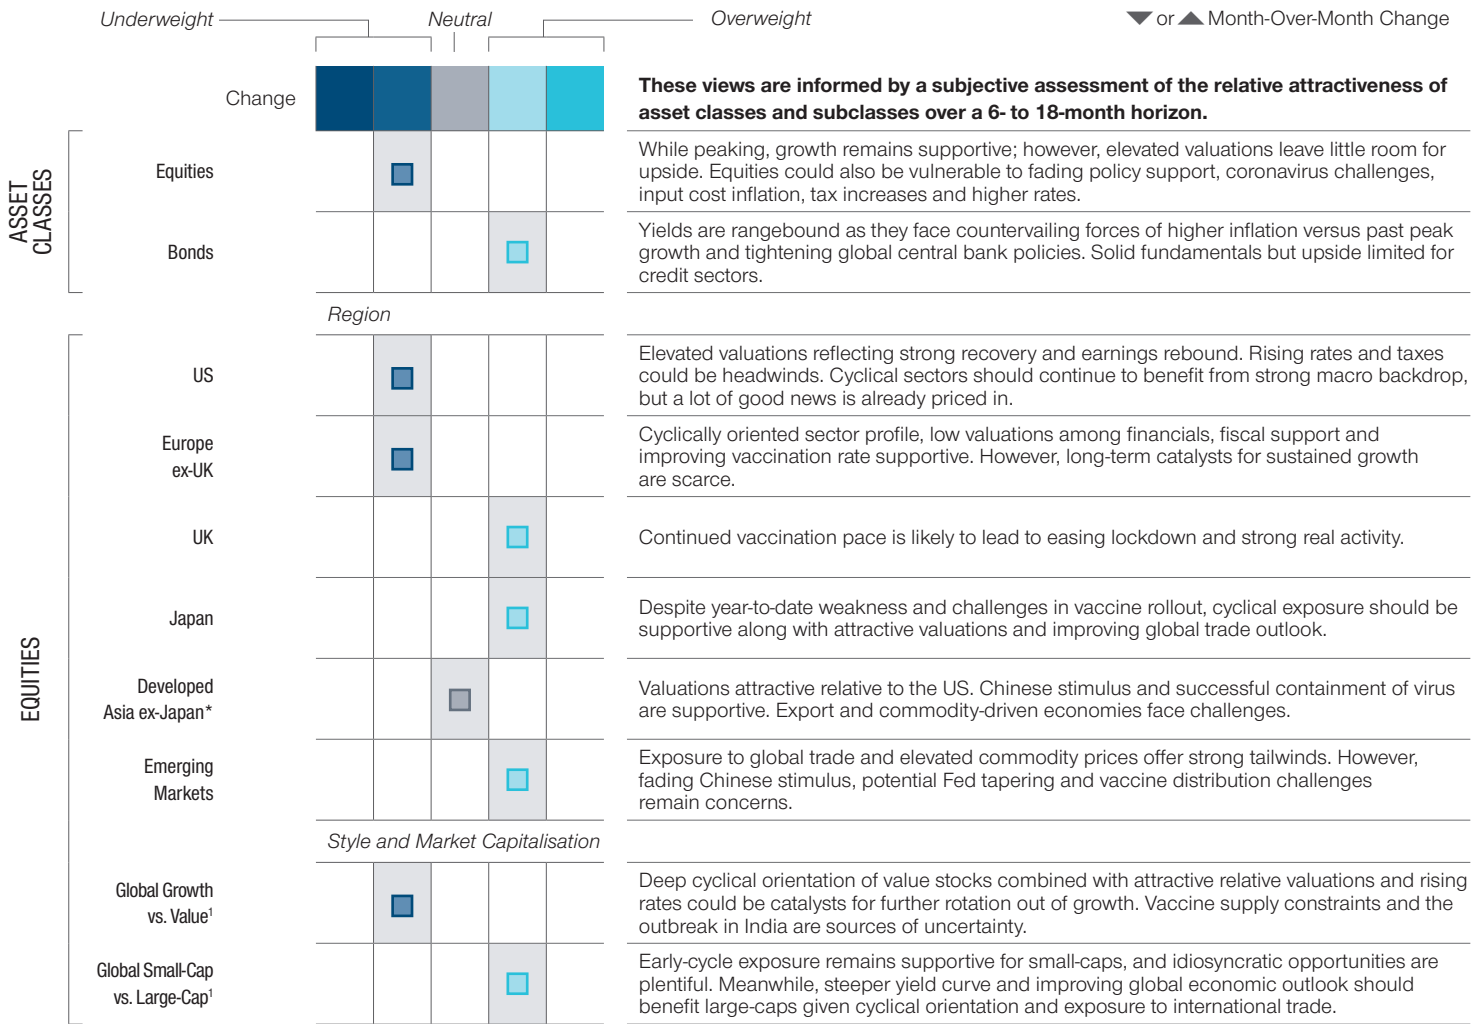 Underweight
Neutral
Overweight
▼ or ▲ Month-Over-Month Change
Change
These views are informed by a subjective assessment of the relative attractiveness of
asset classes and subclasses over a 6- to 18-month horizon.
ASSET
CLASSES
Equities
While peaking, growth remains supportive; however, elevated valuations leave little room for
upside. Equities could also be vulnerable to fading policy support, coronavirus challenges,
input cost inflation, tax increases and higher rates.
Bonds
Yields are rangebound as they face countervailing forces of higher inflation versus past peak
growth and tightening global central bank policies. Solid fundamentals but upside limited for
credit sectors.
EQUITIES
Region
US
Elevated valuations reflecting strong recovery and earnings rebound. Rising rates and taxes
could be headwinds. Cyclical sectors should continue to benefit from strong macro backdrop,
but a lot of good news is already priced in.
Europe
ex-UK
Cyclically oriented sector profile, low valuations among financials, fiscal support and
improving vaccination rate supportive. However, long-term catalysts for sustained growth
are scarce.
UK
Continued vaccination pace is likely to lead to easing lockdown and strong real activity.
Japan
Despite year-to-date weakness and challenges in vaccine rollout, cyclical exposure should be
supportive along with attractive valuations and improving global trade outlook.
Developed
Asia ex-Japan*
Valuations attractive relative to the US. Chinese stimulus and successful containment of virus
are supportive. Export and commodity-driven economies face challenges.
Emerging
Markets
Exposure to global trade and elevated commodity prices offer strong tailwinds. However,
fading Chinese stimulus, potential Fed tapering and vaccine distribution challenges
remain concerns.
Style and Market Capitalisation
Global Growth
vs. Value¹
Deep cyclical orientation of value stocks combined with attractive relative valuations and rising
rates could be catalysts for further rotation out of growth. Vaccine supply constraints and the
outbreak in India are sources of uncertainty.
Global Small-Cap
vs. Large-Cap¹
Early-cycle exposure remains supportive for small-caps, and idiosyncratic opportunities are
plentiful. Meanwhile, steeper yield curve and improving global economic outlook should
benefit large-caps given cyclical orientation and exposure to international trade.